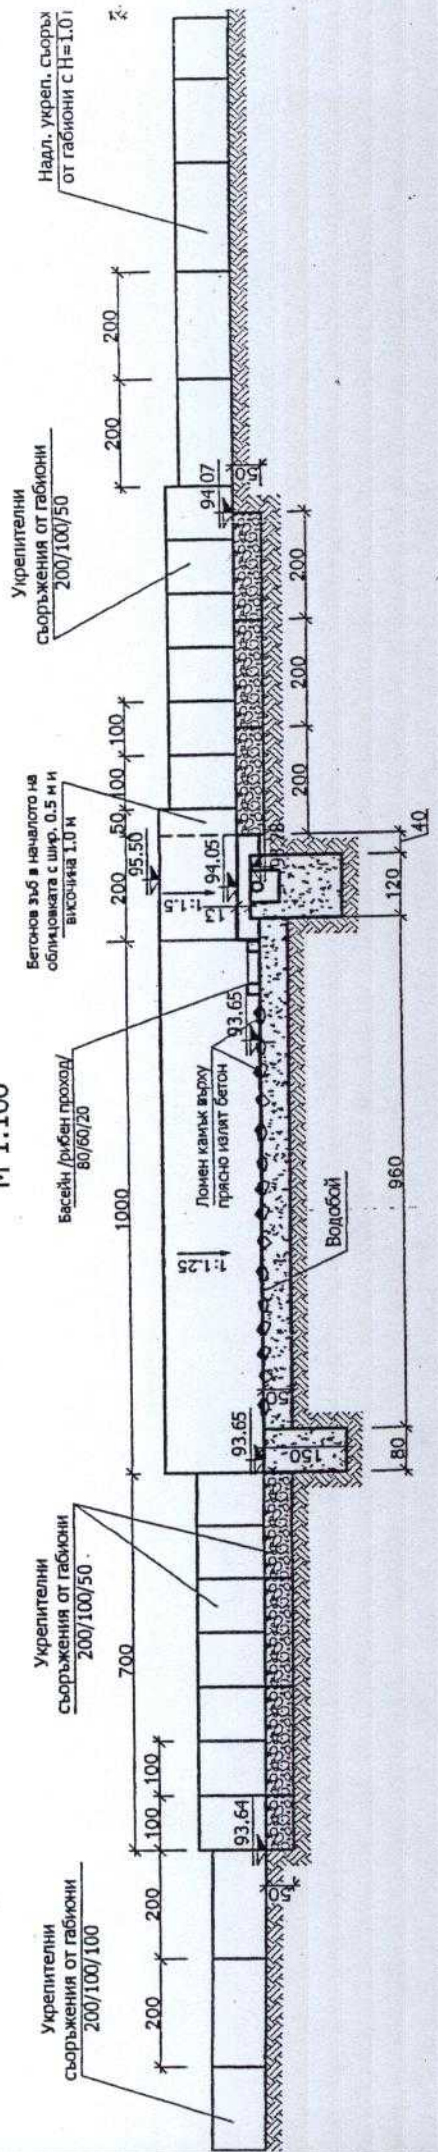 М 1:100
Укрепителни
съоръжения от габиони
200/100/100
Укрепителни
съоръжения от габиони
200/100/50
Басейн /рибен проход/
80/60/20
Бетонов зъб в началото на
облицовката с шир. 0.5 м и
височина 1.0 м
Укрепителни
съоръжения от габиони
200/100/50
Надл. укреп. съоръж
от габиони с H=1.0
200
200
100
100
700
1000
200
50
100
100
200
200
95.50
1:1.25
1:1.5
Ломен камък върху
прясно излят бетон
93.64
93.65
93.65
94.05
94.07
50
50
150
50
Водобой
80
960
120
40
200
200
200